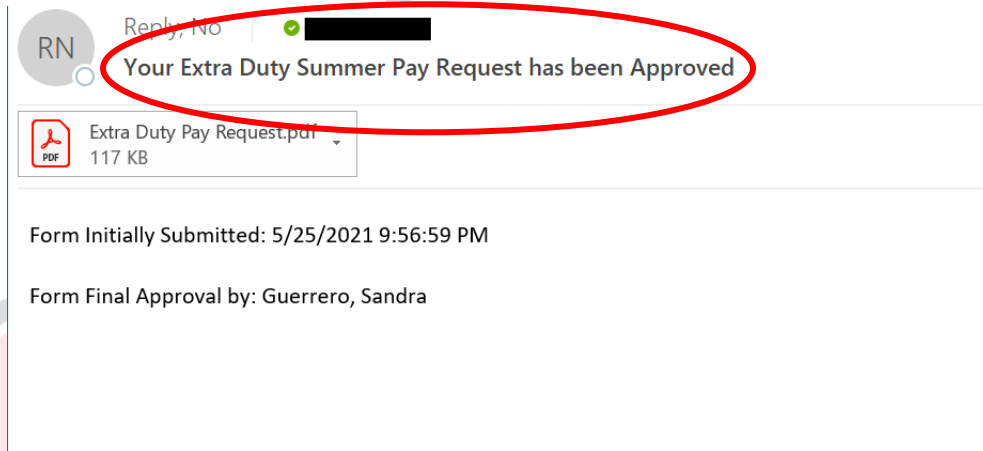 RN
Reply, No
Your Extra Duty Summer Pay Request has been Approved
PDF
Extra Duty Pay Request.pdf
117 KB
Form Initially Submitted: 5/25/2021 9:56:59 PM
Form Final Approval by: Guerrero, Sandra